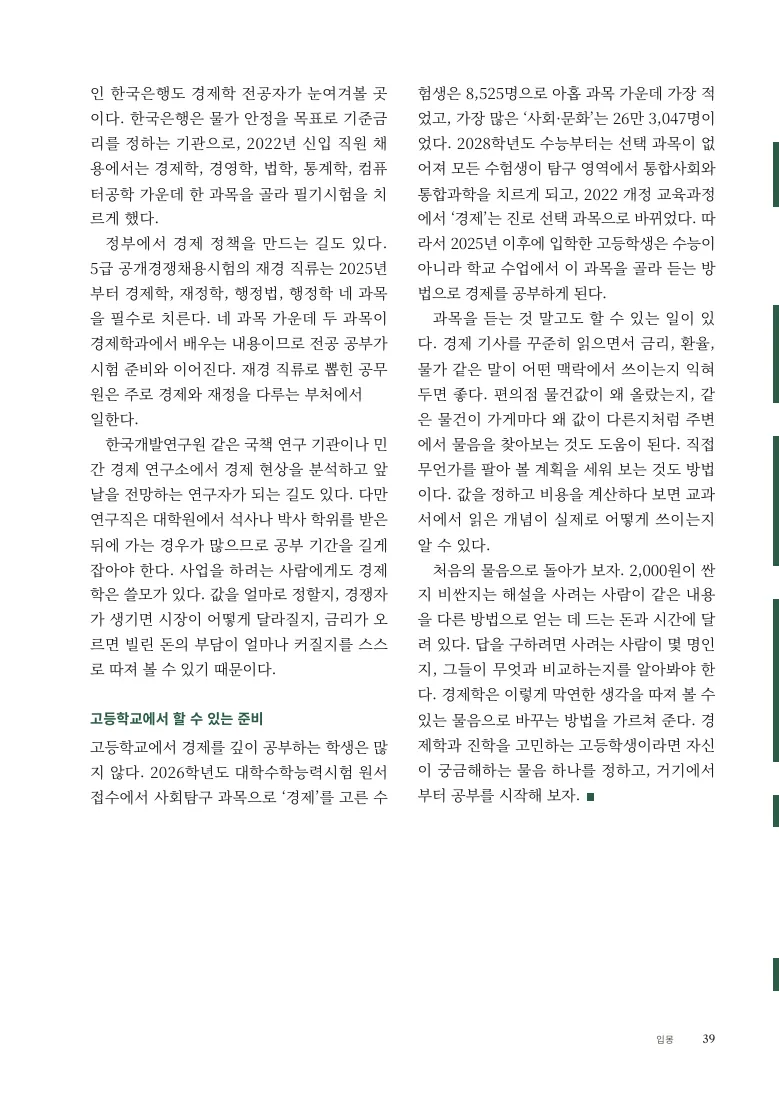 인 한국은행도 경제학 전공자가 눈여겨볼 곳
이다. 한국은행은 물가 안정을 목표로 기준금
리를 정하는 기관으로, 2022년 신입 직원 채
용에서는 경제학, 경영학, 법학, 통계학, 컴퓨
터공학 가운데 한 과목을 골라 필기시험을 치
르게 했다.
정부에서 경제 정책을 만드는 길도 있다.
5급 공개경쟁채용시험의 재경 직류는 2025년
부터 경제학, 재정학, 행정법, 행정학 네 과목
을 필수로 치른다. 네 과목 가운데 두 과목이
경제학과에서 배우는 내용이므로 전공 공부가
시험 준비와 이어진다. 재경 직류로 뽑힌 공무
원은 주로 경제와 재정을 다루는 부처에서
일한다.
한국개발연구원 같은 국책 연구 기관이나 민
간 경제 연구소에서 경제 현상을 분석하고 앞
날을 전망하는 연구자가 되는 길도 있다. 다만
연구직은 대학원에서 석사나 박사 학위를 받은
뒤에 가는 경우가 많으므로 공부 기간을 길게
잡아야 한다. 사업을 하려는 사람에게도 경제
학은 쓸모가 있다. 값을 얼마로 정할지, 경쟁자
가 생기면 시장이 어떻게 달라질지, 금리가 오
르면 빌린 돈의 부담이 얼마나 커질지를 스스
로 따져 볼 수 있기 때문이다.
고등학교에서 할 수 있는 준비
고등학교에서 경제를 깊이 공부하는 학생은 많
지 않다. 2026학년도 대학수학능력시험 원서
접수에서 사회탐구 과목으로 ‘경제’를 고른 수
험생은 8,525명으로 아홉 과목 가운데 가장 적
었고, 가장 많은 ‘사회·문화’는 26만 3,047명이
었다. 2028학년도 수능부터는 선택 과목이 없
어져 모든 수험생이 탐구 영역에서 통합사회와
통합과학을 치르게 되고, 2022 개정 교육과정
에서 ‘경제’는 진로 선택 과목으로 바뀌었다. 따
라서 2025년 이후에 입학한 고등학생은 수능이
아니라 학교 수업에서 이 과목을 골라 듣는 방
법으로 경제를 공부하게 된다.
과목을 듣는 것 말고도 할 수 있는 일이 있
다. 경제 기사를 꾸준히 읽으면서 금리, 환율,
물가 같은 말이 어떤 맥락에서 쓰이는지 익혀
두면 좋다. 편의점 물건값이 왜 올랐는지, 같
은 물건이 가게마다 왜 값이 다른지처럼 주변
에서 물음을 찾아보는 것도 도움이 된다. 직접
무언가를 팔아 볼 계획을 세워 보는 것도 방법
이다. 값을 정하고 비용을 계산하다 보면 교과
서에서 읽은 개념이 실제로 어떻게 쓰이는지
알 수 있다.
처음의 물음으로 돌아가 보자. 2,000원이 싼
지 비싼지는 해설을 사려는 사람이 같은 내용
을 다른 방법으로 얻는 데 드는 돈과 시간에 달
려 있다. 답을 구하려면 사려는 사람이 몇 명인
지, 그들이 무엇과 비교하는지를 알아봐야 한
다. 경제학은 이렇게 막연한 생각을 따져 볼 수
있는 물음으로 바꾸는 방법을 가르쳐 준다. 경
제학과 진학을 고민하는 고등학생이라면 자신
이 궁금해하는 물음 하나를 정하고, 거기에서
부터 공부를 시작해 보자. ■
입몽 39